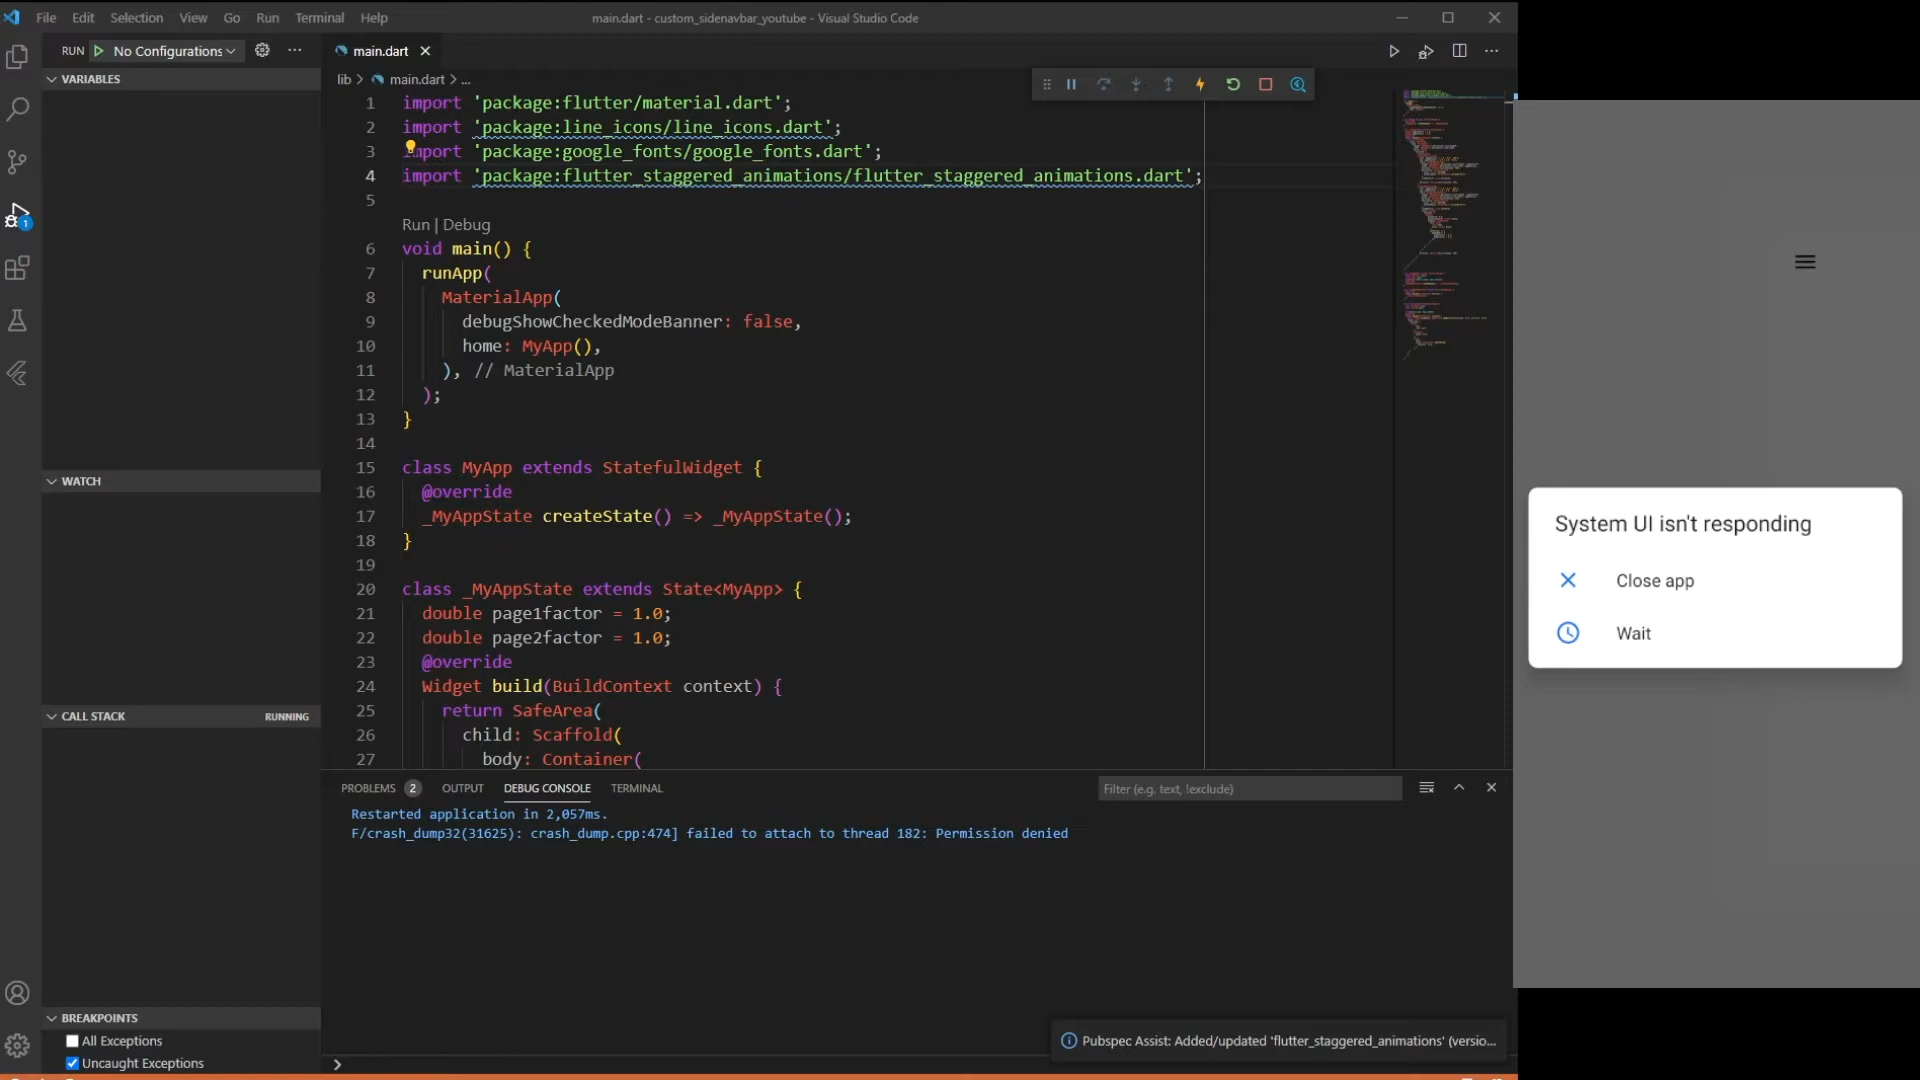 File Edit Selection View Go Run Terminal Help
main.dart - custom_sidenavbar_youtube - Visual Studio Code
RUN No Configurations
main.dart
VARIABLES
lib > main.dart > ...
1 import 'package:flutter/material.dart';
2 import 'package:line_icons/line_icons.dart';
3 import 'package:google_fonts/google_fonts.dart';
4 import 'package:flutter_staggered_animations/flutter_staggered_animations.dart';
5
Run | Debug
6 void main() {
7 runApp(
8 MaterialApp(
9 debugShowCheckedModeBanner: false,
10 home: MyApp(),
11 ), // MaterialApp
12 );
13 }
14
15 class MyApp extends StatefulWidget {
16 @override
17 _MyAppState createState() => _MyAppState();
18 }
19
20 class _MyAppState extends State<MyApp> {
21 double page1factor = 1.0;
22 double page2factor = 1.0;
23 @override
24 Widget build(BuildContext context) {
25 return SafeArea(
26 child: Scaffold(
27 body: Container(
WATCH
CALL STACK RUNNING
BREAKPOINTS
All Exceptions
Uncaught Exceptions
1
PROBLEMS 2 OUTPUT DEBUG CONSOLE TERMINAL
Filter (e.g. text, !exclude)
Restarted application in 2,057ms.
F/crash_dump32(31625): crash_dump.cpp:474] failed to attach to thread 182: Permission denied
Pubspec Assist: Added/updated 'flutter_staggered_animations' (versio...
System UI isn't responding
Close app
Wait